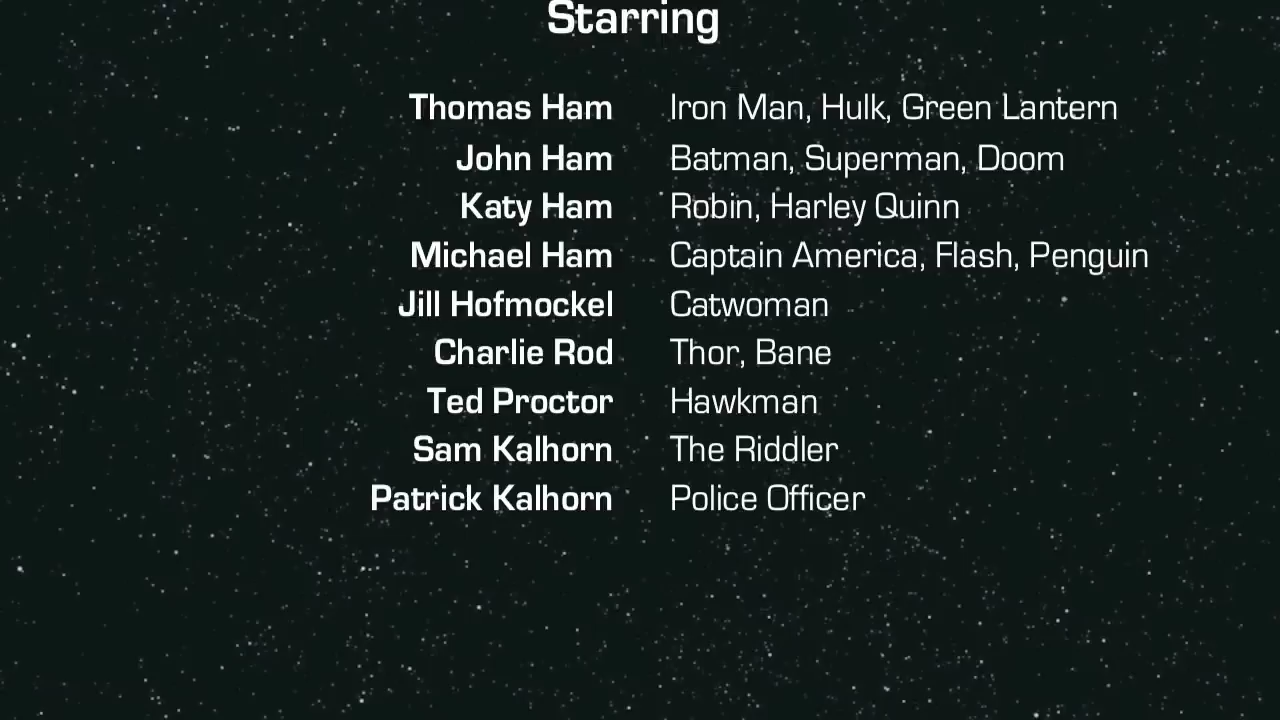 Starring
Thomas Ham Iron Man, Hulk, Green Lantern
John Ham Batman, Superman, Doom
Katy Ham Robin, Harley Quinn
Michael Ham Captain America, Flash, Penguin
Jill Hofmockel Catwoman
Charlie Rod Thor, Bane
Ted Proctor Hawkman
Sam Kalhorn The Riddler
Patrick Kalhorn Police Officer